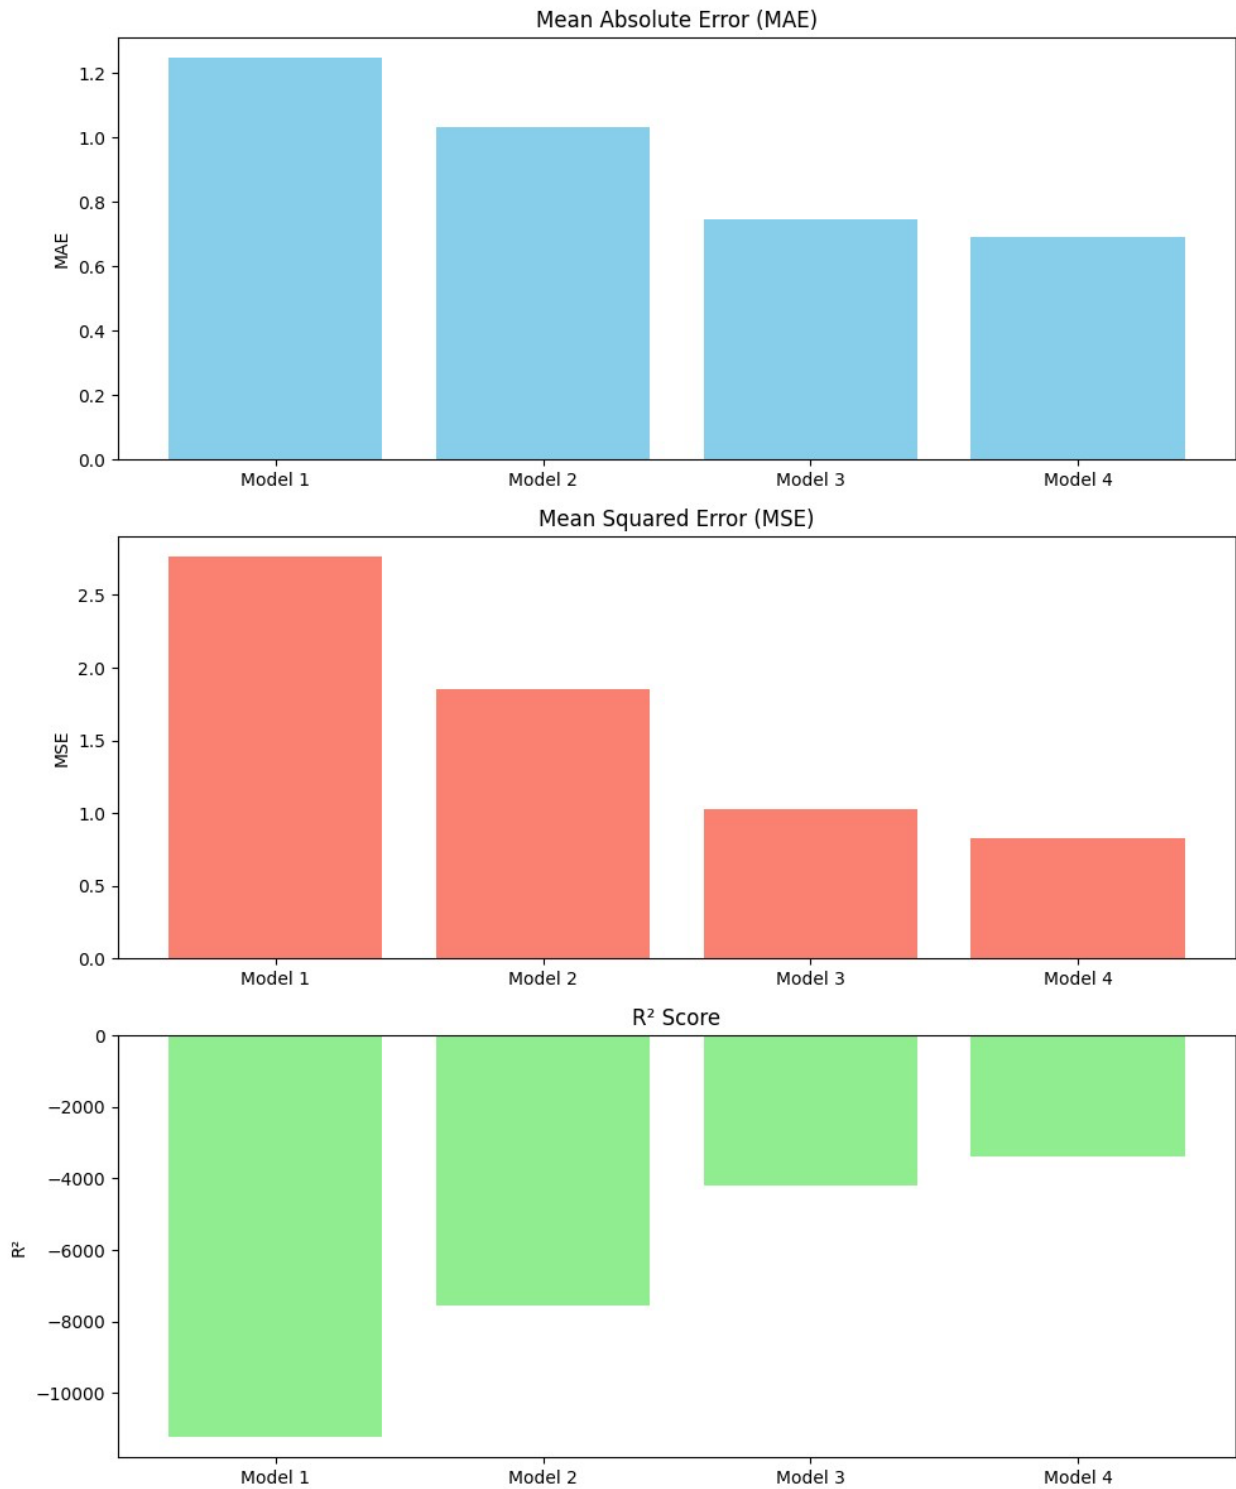 Mean Absolute Error (MAE)
1.2
1.0
0.8
0.6
0.4
0.2
0.0
MAE
Model 1 Model 2 Model 3 Model 4
Mean Squared Error (MSE)
2.5
2.0
1.5
1.0
0.5
0.0
MSE
Model 1 Model 2 Model 3 Model 4
R² Score
0
−2000
−4000
−6000
−8000
−10000
R²
Model 1 Model 2 Model 3 Model 4